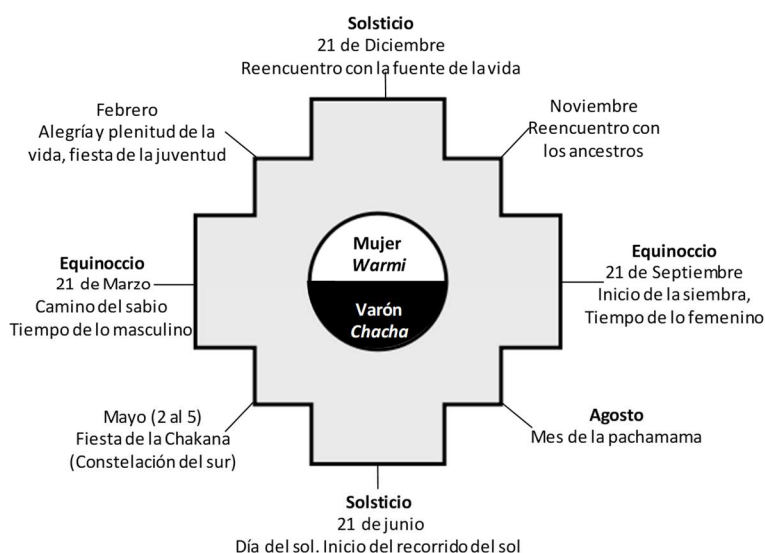 Solsticio
21 de Diciembre
Reencuentro con la fuente de la vida
Febrero
Alegría y plenitud de la
vida, fiesta de la juventud
Noviembre
Reencuentro con
los ancestros
Mujer
Warmi
Varón
Chacha
Equinoccio
21 de Marzo
Camino del sabio
Tiempo de lo masculino
Equinoccio
21 de Septiembre
Inicio de la siembra,
Tiempo de lo femenino
Mayo (2 al 5)
Fiesta de la Chakana
(Constelación del sur)
Agosto
Mes de la pachamama
Solsticio
21 de junio
Día del sol. Inicio del recorrido del sol